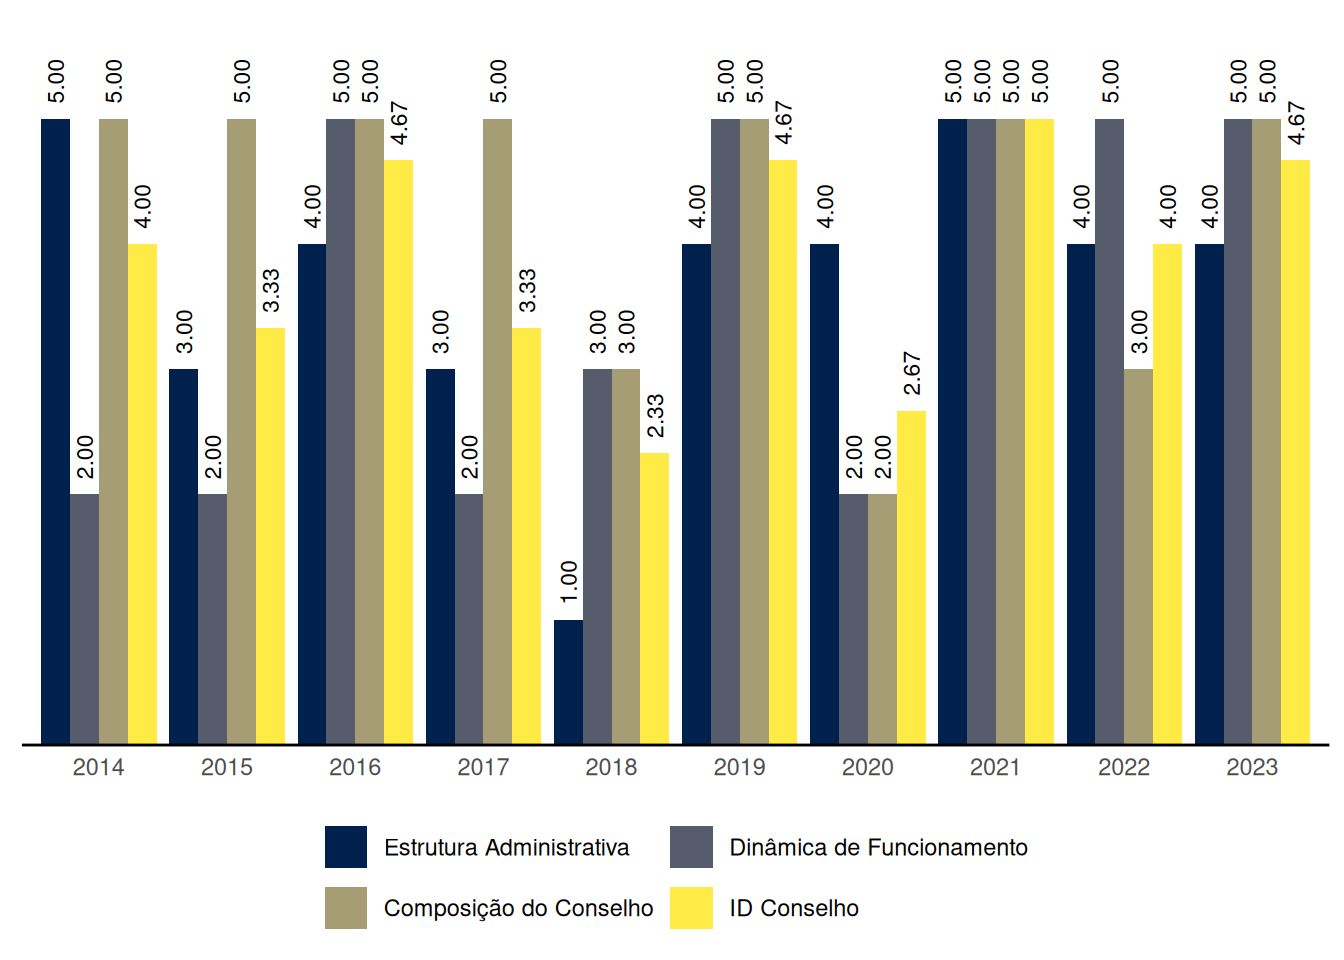 5.00 2.00 5.00 4.00 3.00 2.00 5.00 3.33 4.00 5.00 5.00 4.67 3.00 2.00 5.00 3.33 1.00 3.00 3.00 2.33 4.00 5.00 5.00 4.67 4.00 2.00 2.00 2.67 5.00 5.00 5.00 5.00 4.00 5.00 3.00 4.00 4.00 5.00 5.00 4.67
2014 2015 2016 2017 2018 2019 2020 2021 2022 2023
Estrutura Administrativa Dinâmica de Funcionamento
Composição do Conselho ID Conselho